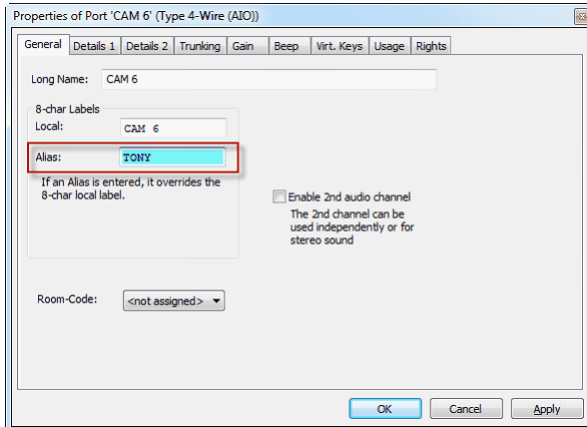 Properties of Port 'CAM 6' (Type 4-Wire (AIO))
General Details 1 Details 2 Trunking Gain Beep Virt. Keys Usage Rights
Long Name: CAM 6
8-char Labels
Local: CAM 6
Alias: TONY
If an Alias is entered, it overrides the
8-char local label.
Enable 2nd audio channel
The 2nd channel can be
used independently or for
stereo sound
Room-Code: <not assigned>
OK Cancel Apply